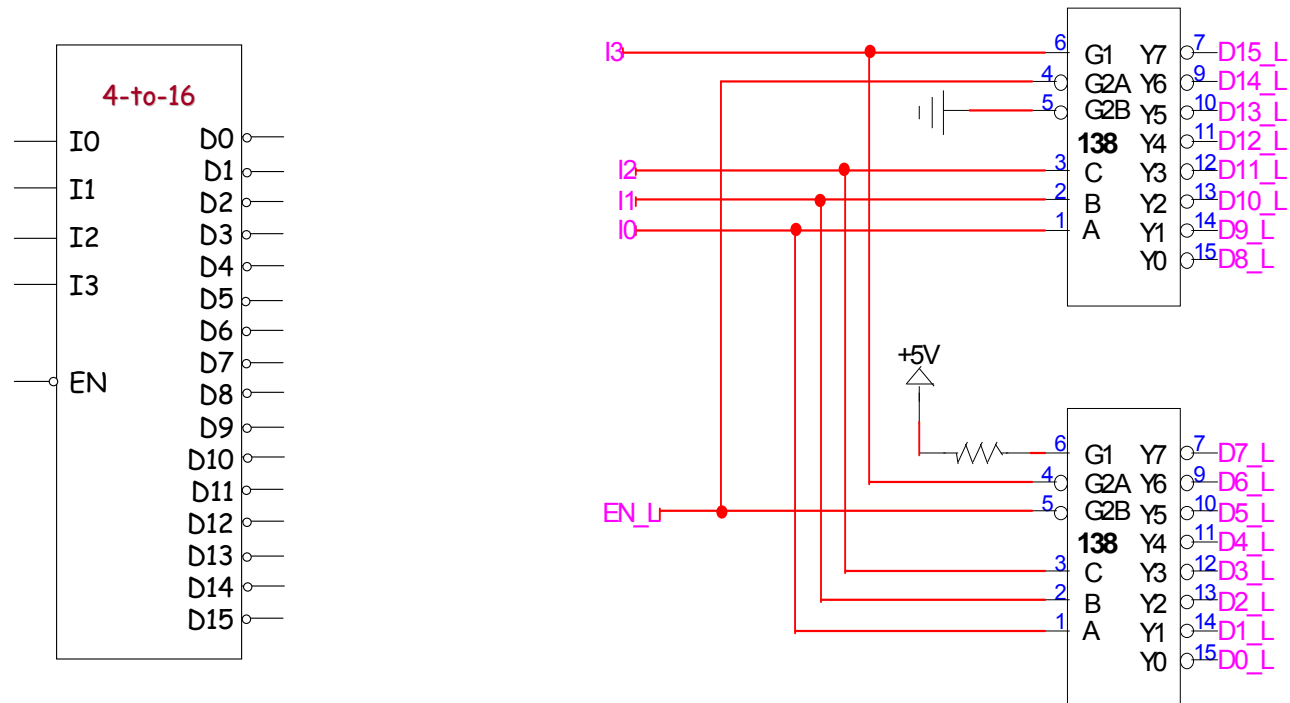 4-to-16
I0 D0
I1 D1
I2 D2
I3 D3
D4
D5
D6
D7
EN D8
D9
D10
D11
D12
D13
D14
D15
I3 6 G1 Y7 7 D15_L
4 G2A Y6 9 D14_L
5 G2B Y5 10 D13_L
138 Y4 11 D12_L
I2 3 C Y3 12 D11_L
I1 2 B Y2 13 D10_L
I0 1 A Y1 14 D9_L
Y0 15 D8_L
+5V
6 G1 Y7 7 D7_L
4 G2A Y6 9 D6_L
EN_L 5 G2B Y5 10 D5_L
138 Y4 11 D4_L
3 C Y3 12 D3_L
2 B Y2 13 D2_L
1 A Y1 14 D1_L
Y0 15 D0_L